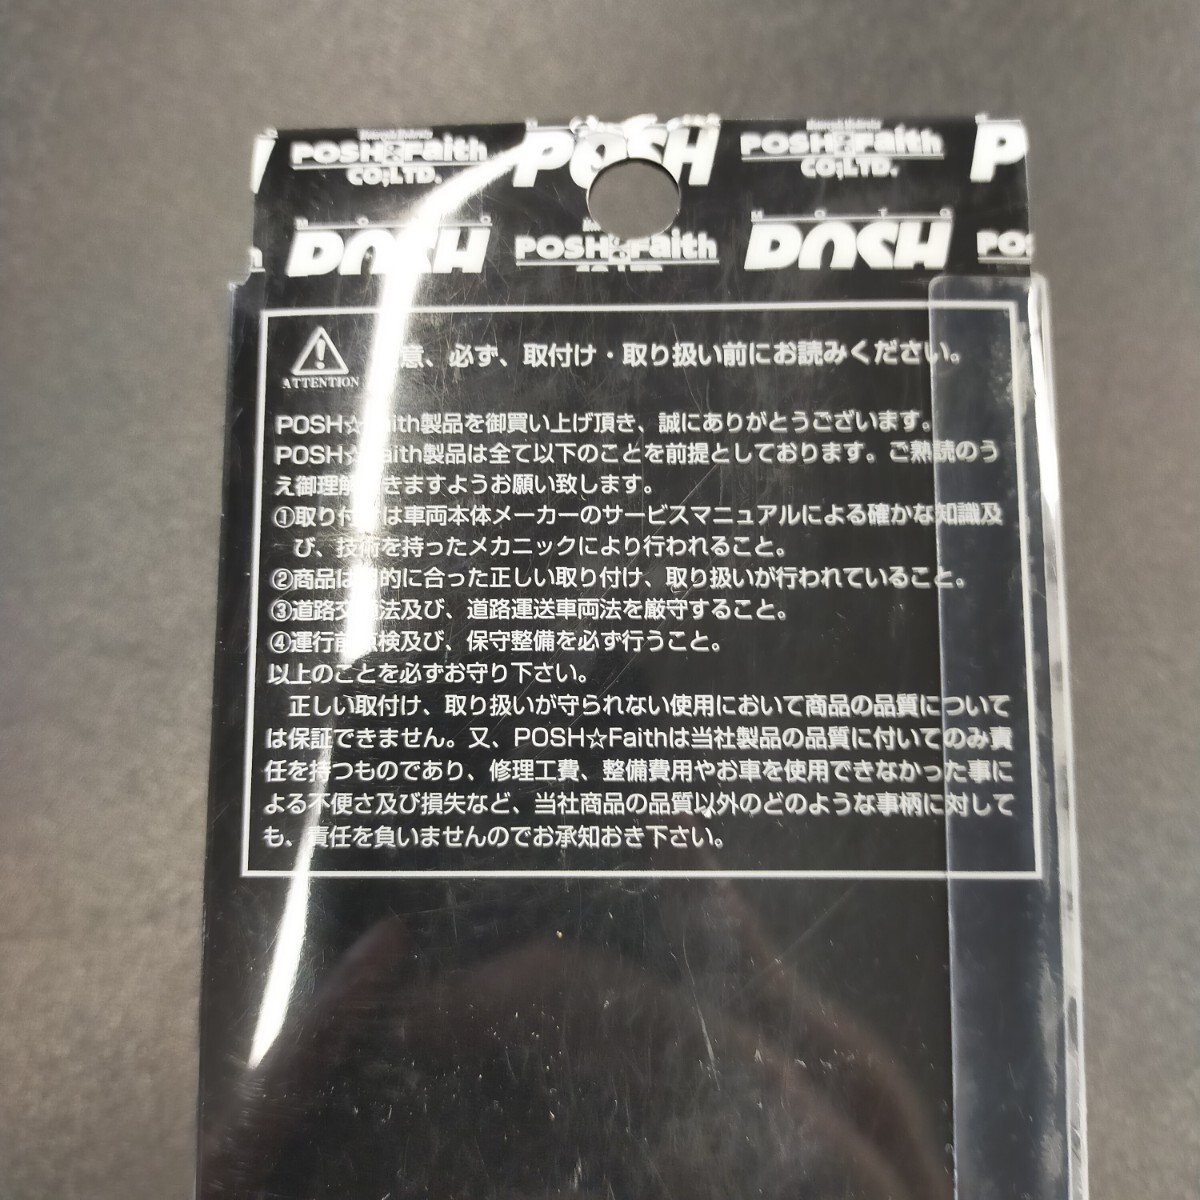 POSH Faith POSH POSH Faith P
CO;LTD. CO;LTD.
MOTO MOTO
POSH POSH Faith POSH POS
意、必ず、取付け・取り扱い前にお読みください。
ATTENTION
POSH☆Faith製品を御買い上げ頂き、誠にありがとうございます。
POSH☆Faith製品は全て以下のことを前提としております。ご熟読のう
え御理解頂きますようお願い致します。
①取り付けは車両本体メーカーのサービスマニュアルによる確かな知識及
び、技術を持ったメカニックにより行われること。
②商品は目的に合った正しい取り付け、取り扱いが行われていること。
③道路交通法及び、道路運送車両法を厳守すること。
④運行前点検及び、保守整備を必ず行うこと。
以上のことを必ずお守り下さい。
正しい取付け、取り扱いが守られない使用において商品の品質について
は保証できません。又、POSH☆Faithは当社製品の品質に付いてのみ責
任を持つものであり、修理工費、整備費用やお車を使用できなかった事に
よる不便さ及び損失など、当社商品の品質以外のどのような事柄に対して
も、責任を負いませんのでお承知おき下さい。